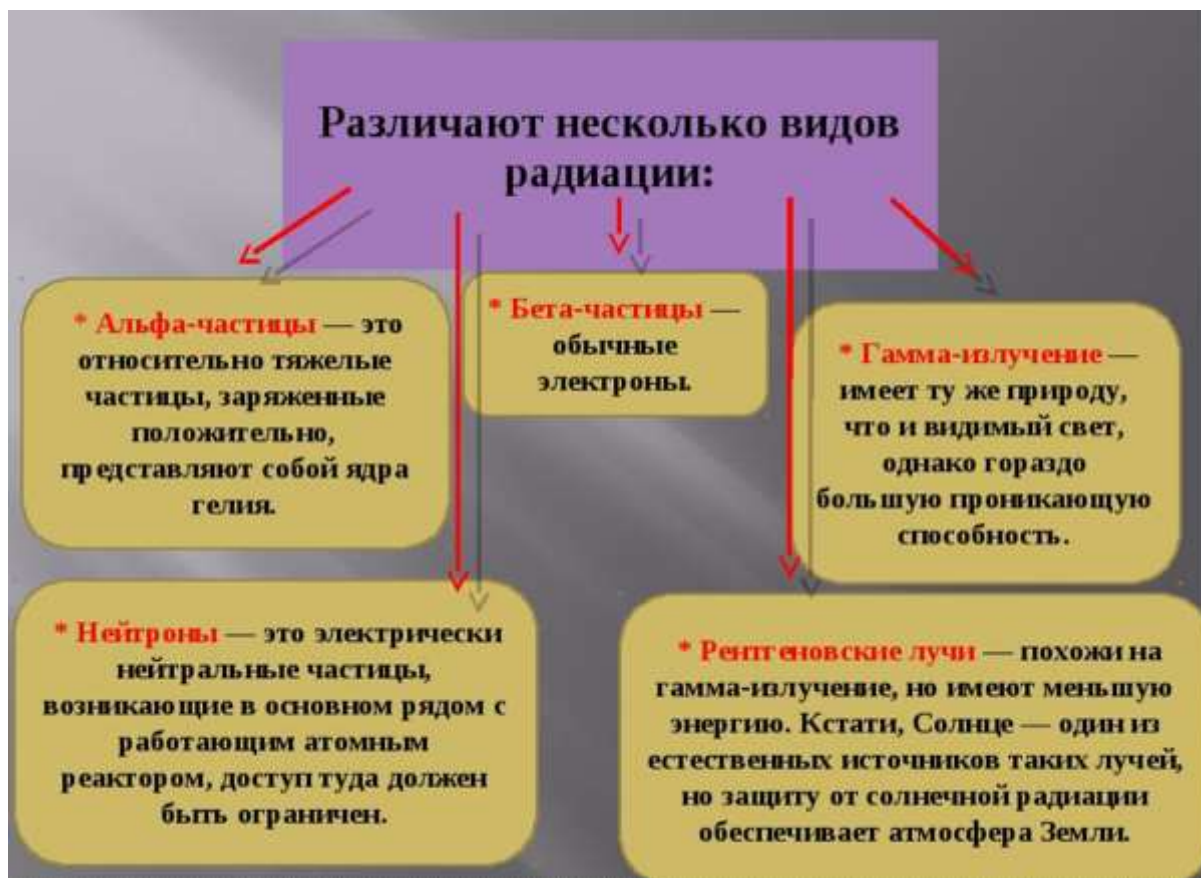 Различают несколько видов
радиации:
* Альфа-частицы — это
относительно тяжелые
частицы, заряженные
положительно,
представляют собой ядра
гелия.
* Бета-частицы —
обычные
электроны.
* Гамма-излучение —
имеет ту же природу,
что и видимый свет,
однако гораздо
большую проникающую
способность.
* Нейтроны — это электрически
нейтральные частицы,
возникающие в основном рядом с
работающим атомным
реактором, доступ туда должен
быть ограничен.
* Рентгеновские лучи — похожи на
гамма-излучение, но имеют меньшую
энергию. Кстати, Солнце — один из
естественных источников таких лучей,
но защиту от солнечной радиации
обеспечивает атмосфера Земли.